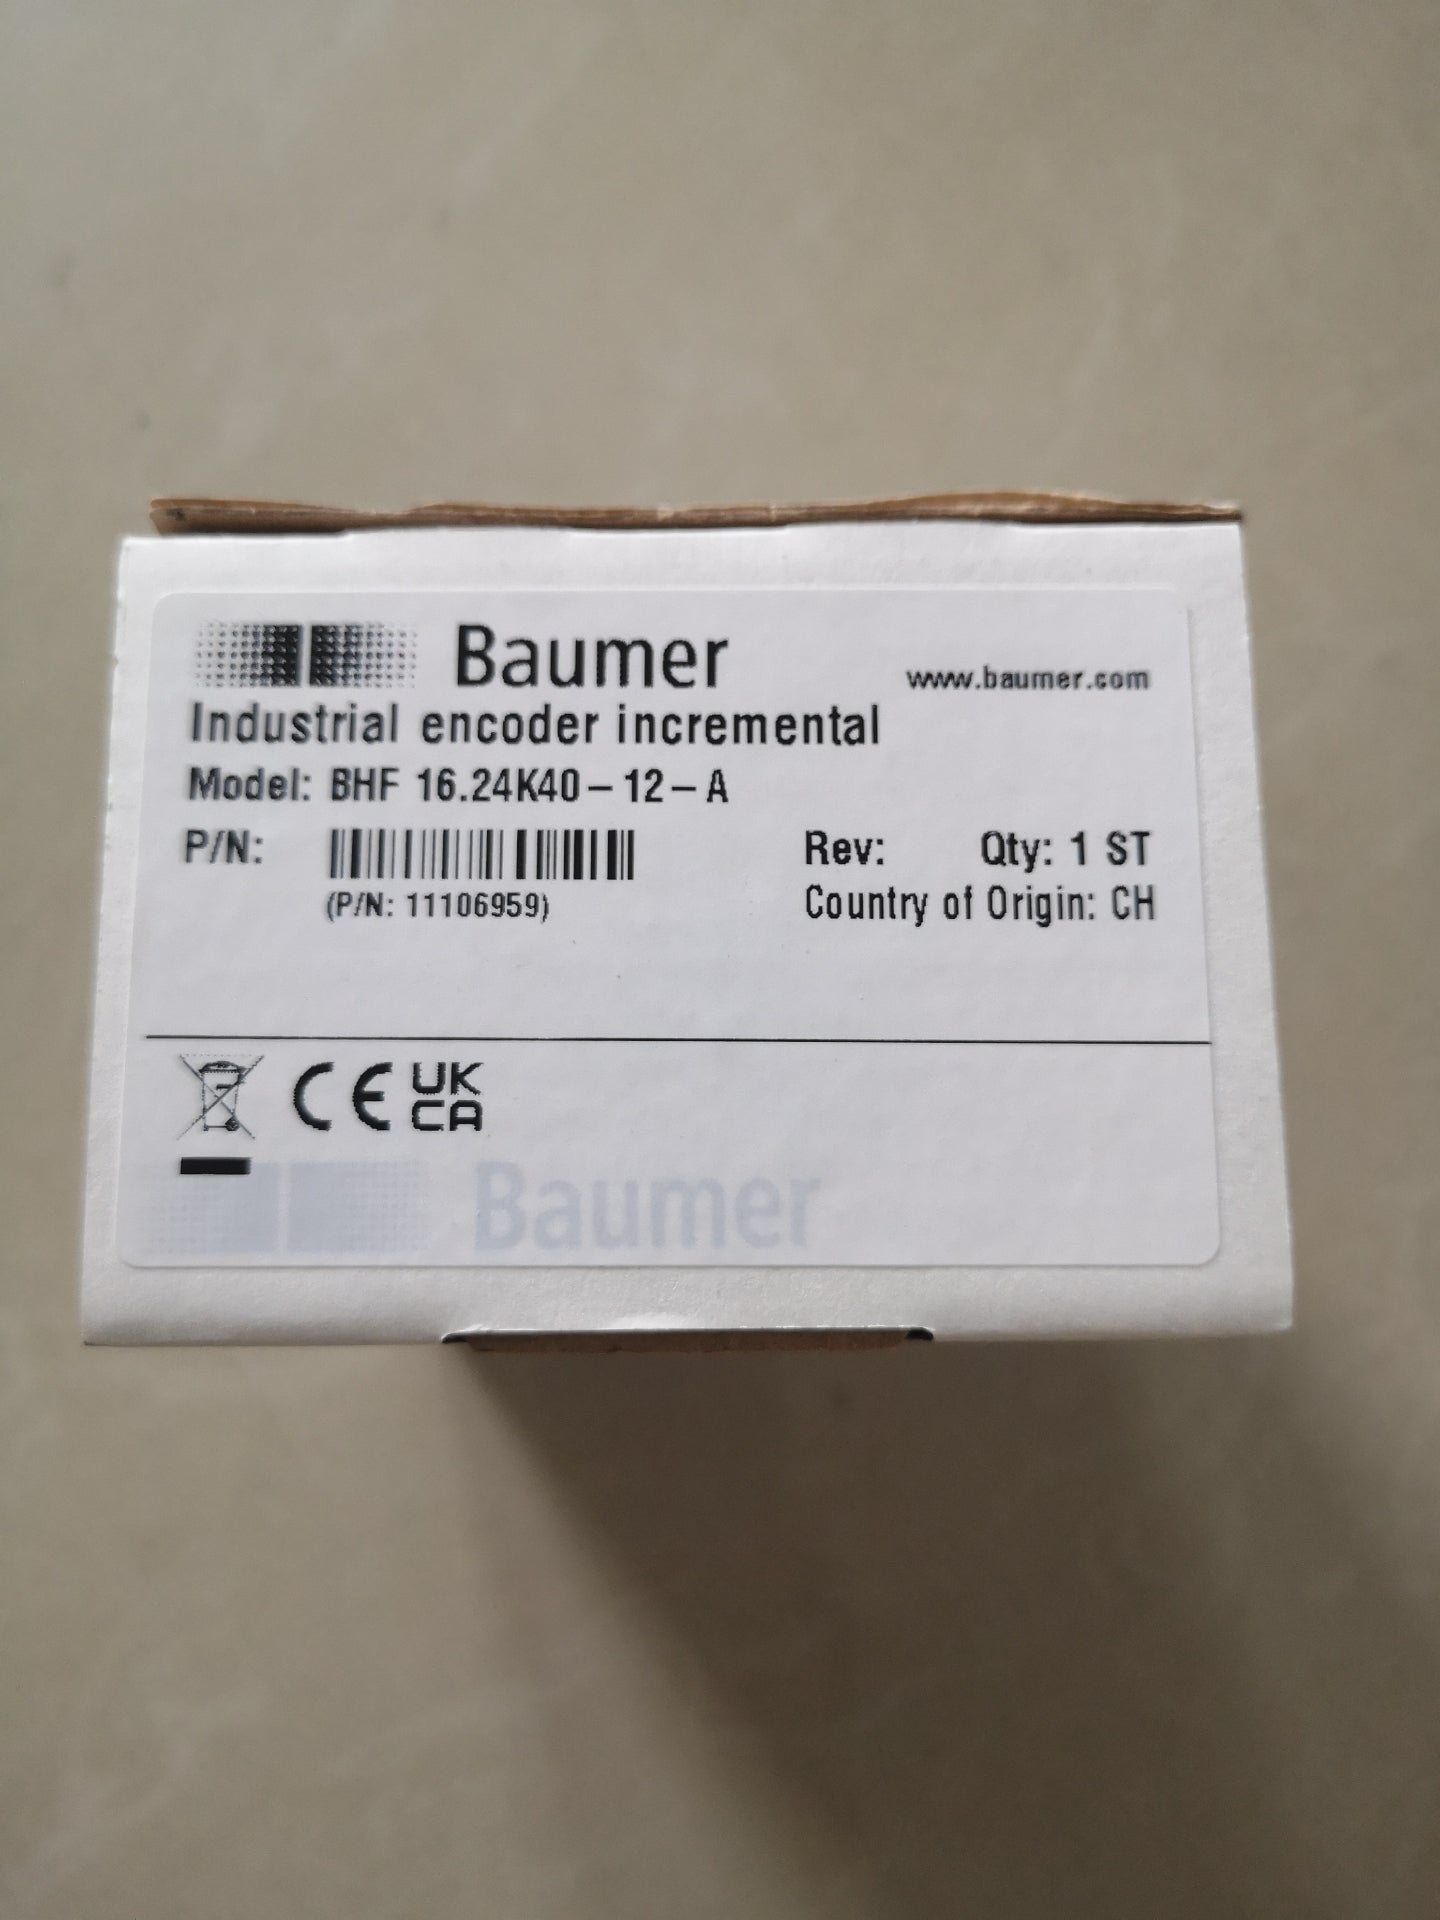 Baumer
www.baumer.com
Industrial encoder incremental
Model: BHF 16.24K40-12-A
P/N:
(P/N: 11106959)
Rev: Qty: 1 ST
Country of Origin: CH
CE UK
CA
Baumer